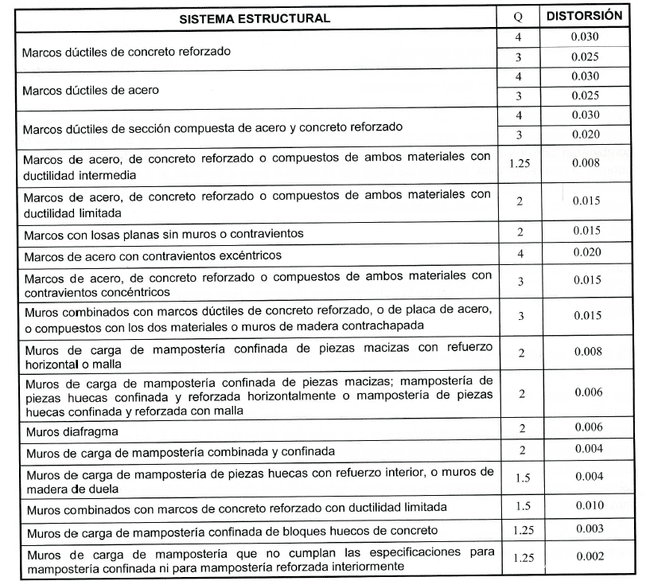 SISTEMA ESTRUCTURAL Q DISTORSIÓN
Marcos dúctiles de concreto reforzado 4 0.030
3 0.025
Marcos dúctiles de acero 4 0.030
3 0.025
Marcos dúctiles de sección compuesta de acero y concreto reforzado 4 0.030
3 0.020
Marcos de acero, de concreto reforzado o compuestos de ambos materiales con
ductilidad intermedia 1.25 0.008
Marcos de acero, de concreto reforzado o compuestos de ambos materiales con
ductilidad limitada 2 0.015
Marcos con losas planas sin muros o contravientos 2 0.015
Marcos de acero con contravientos excéntricos 4 0.020
Marcos de acero, de concreto reforzado o compuestos de ambos materiales con
contravientos concéntricos 3 0.015
Muros combinados con marcos dúctiles de concreto reforzado, o de placa de acero,
o compuestos con los dos materiales o muros de madera contrachapada 3 0.015
Muros de carga de mampostería confinada de piezas macizas con refuerzo
horizontal o malla 2 0.008
Muros de carga de mampostería confinada de piezas macizas; mampostería de
piezas huecas confinada y reforzada horizontalmente o mampostería de piezas
huecas confinada y reforzada con malla 2 0.006
Muros diafragma 2 0.006
Muros de carga de mampostería combinada y confinada 2 0.004
Muros de carga de mampostería de piezas huecas con refuerzo interior, o muros de
madera de duela 1.5 0.004
Muros combinados con marcos de concreto reforzado con ductilidad limitada 1.5 0.010
Muros de carga de mampostería confinada de bloques huecos de concreto 1.25 0.003
Muros de carga de mampostería que no cumplan las especificaciones para
mampostería confinada ni para mampostería reforzada interiormente 1.25 0.002